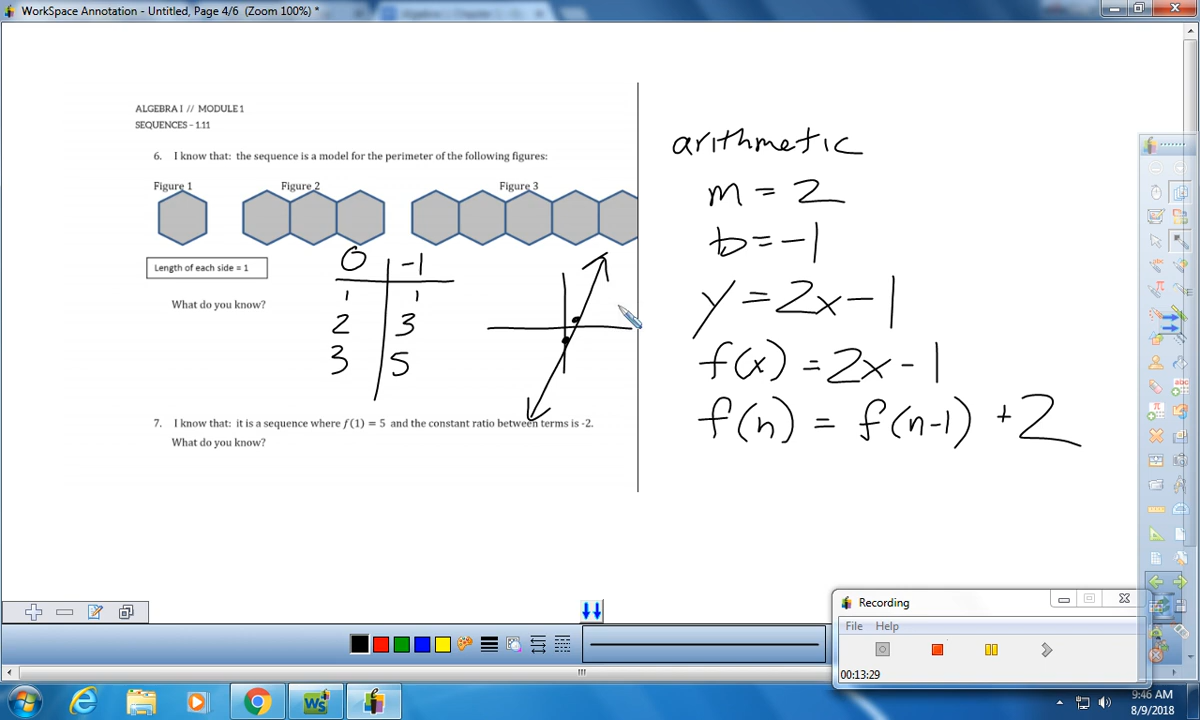 WorkSpace Annotation - Untitled, Page 4/6 (Zoom 100%) *
ALGEBRA I // MODULE 1
SEQUENCES - 1.11
6. I know that: the sequence is a model for the perimeter of the following figures:
Figure 1 Figure 2 Figure 3
Length of each side = 1
What do you know?
0 -1
1 1
2 3
3 5
7. I know that: it is a sequence where f(1) = 5 and the constant ratio between terms is -2.
What do you know?
arithmetic
m = 2
b = -1
y = 2x - 1
f(x) = 2x - 1
f(n) = f(n-1) + 2
Recording
File Help
00:13:29
9:46 AM
8/9/2018